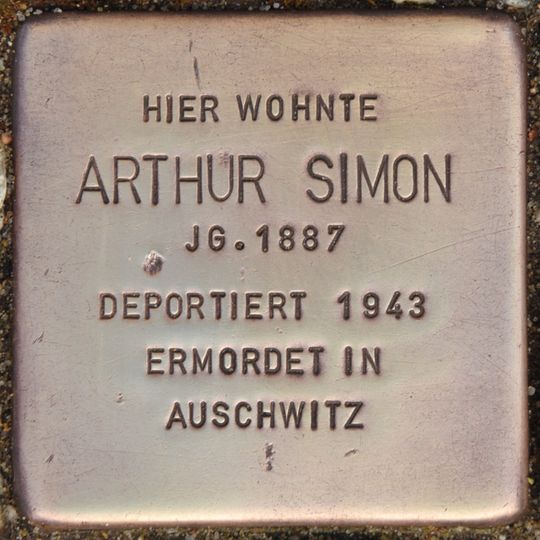 HIER WOHNTE
ARTHUR SIMON
JG. 1887
DEPORTIERT 1943
ERMORDET IN
AUSCHWITZ